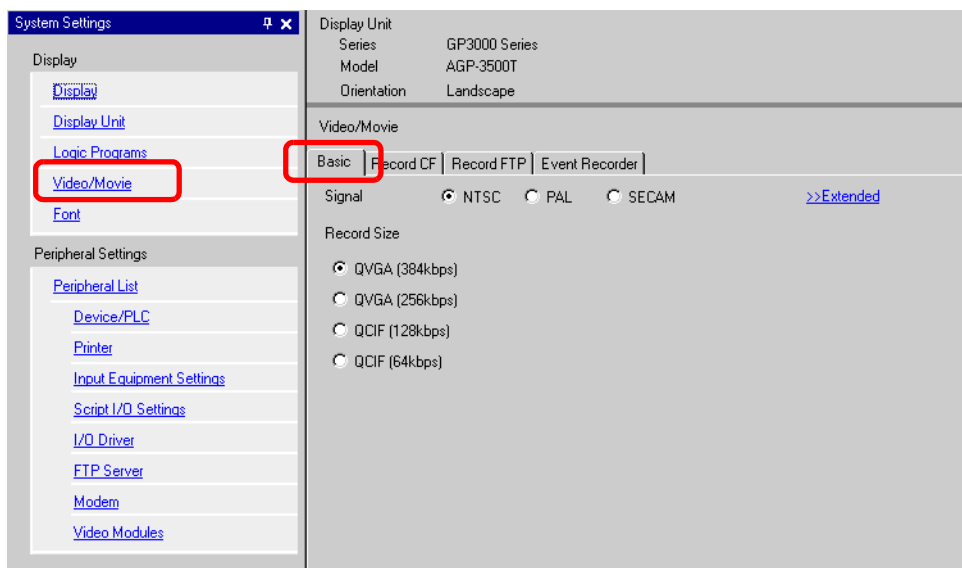 System Settings
Display
Display
Display Unit
Logic Programs
Video/Movie
Font
Peripheral Settings
Peripheral List
Device/PLC
Printer
Input Equipment Settings
Script I/O Settings
I/O Driver
FTP Server
Modem
Video Modules
Display Unit
Series GP3000 Series
Model AGP-3500T
Orientation Landscape
Video/Movie
Basic Record CF Record FTP Event Recorder
Signal NTSC PAL SECAM >>Extended
Record Size
QVGA (384kbps)
QVGA (256kbps)
QCIF (128kbps)
QCIF (64kbps)